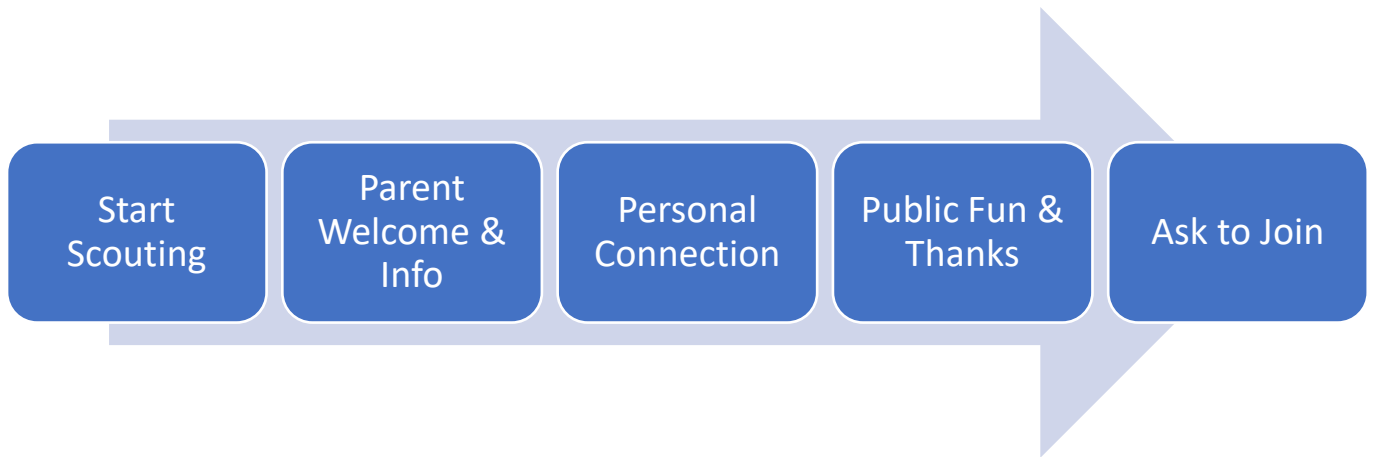 Start
Scouting
Parent
Welcome &
Info
Personal
Connection
Public Fun &
Thanks
Ask to Join